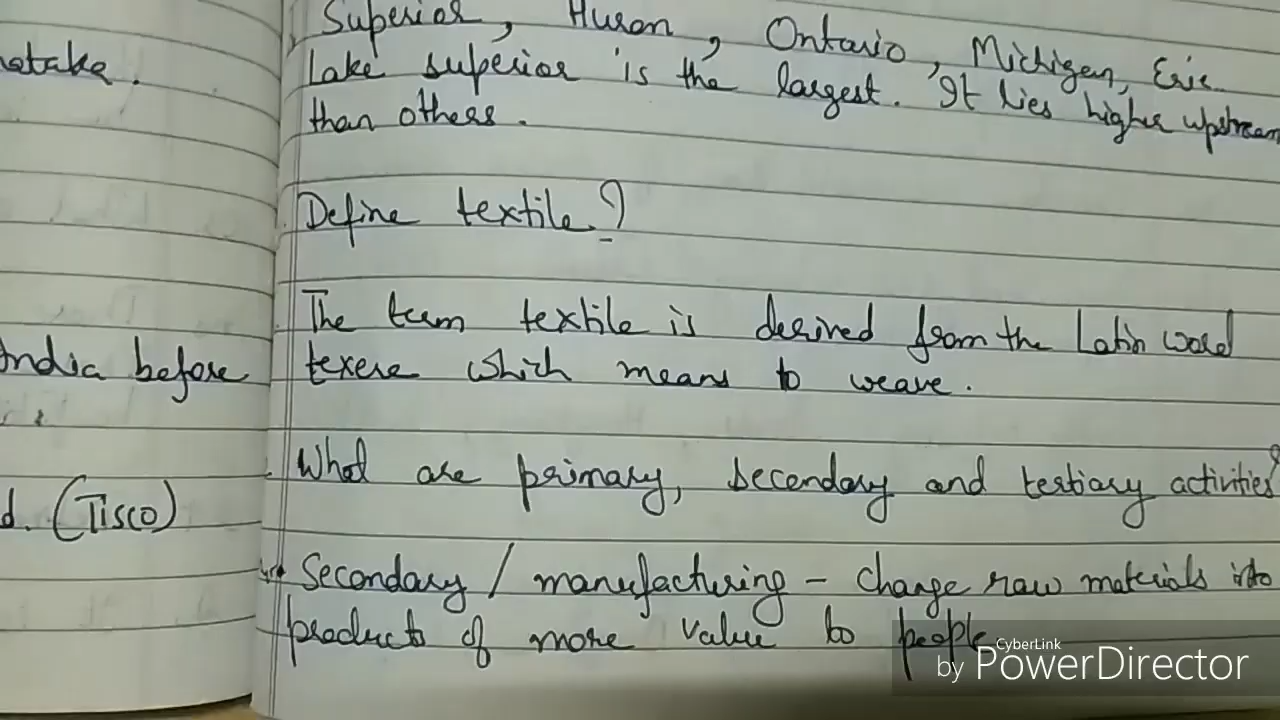 Superior, Huron, Ontario, Michigan, Erie
Lake superior is the largest. It lies higher upstream
than others.
Define textile?
The term textile is derived from the Latin word
texere which means to weave.
What are primary, secondary and tertiary activities?
Secondary / manufacturing - change raw materials into
products of more value to people
India before
d. (TISCO)
CyberLink
by PowerDirector